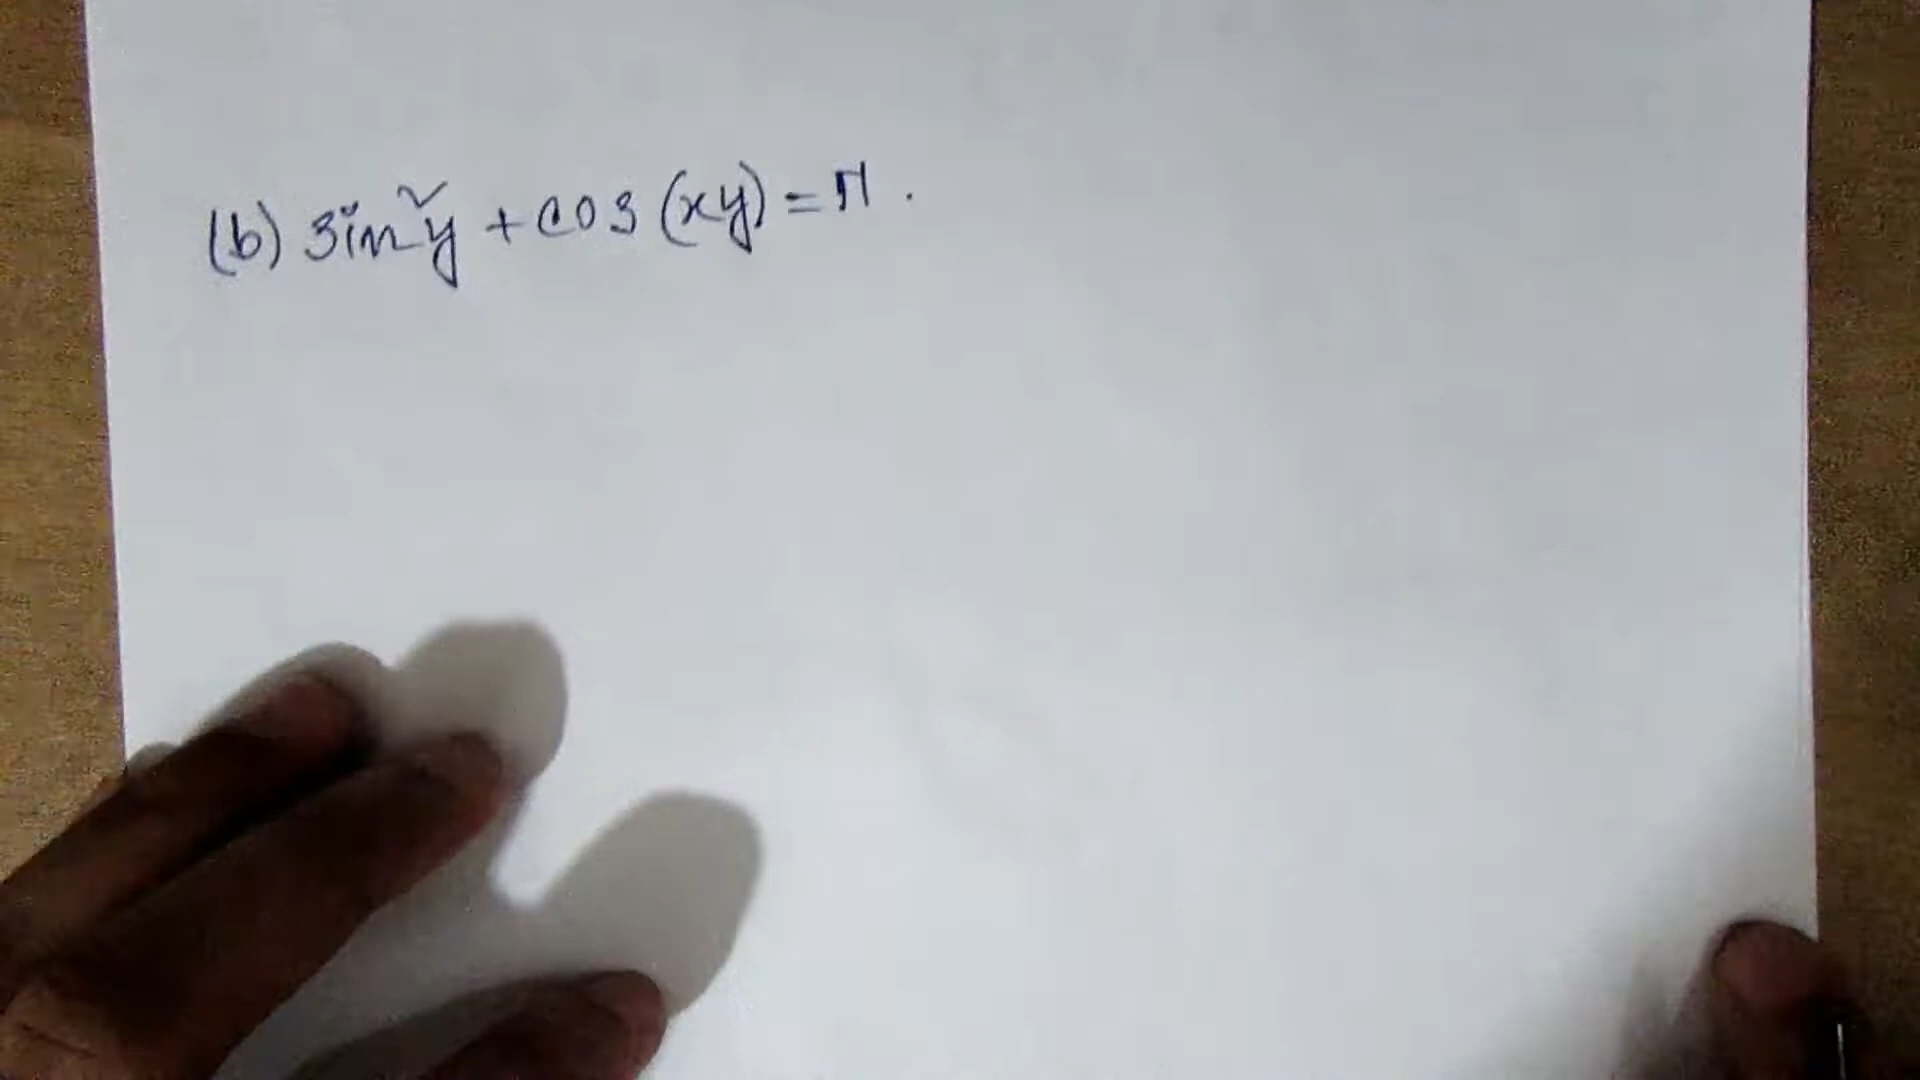 (b) sin²y + cos (xy) = π.